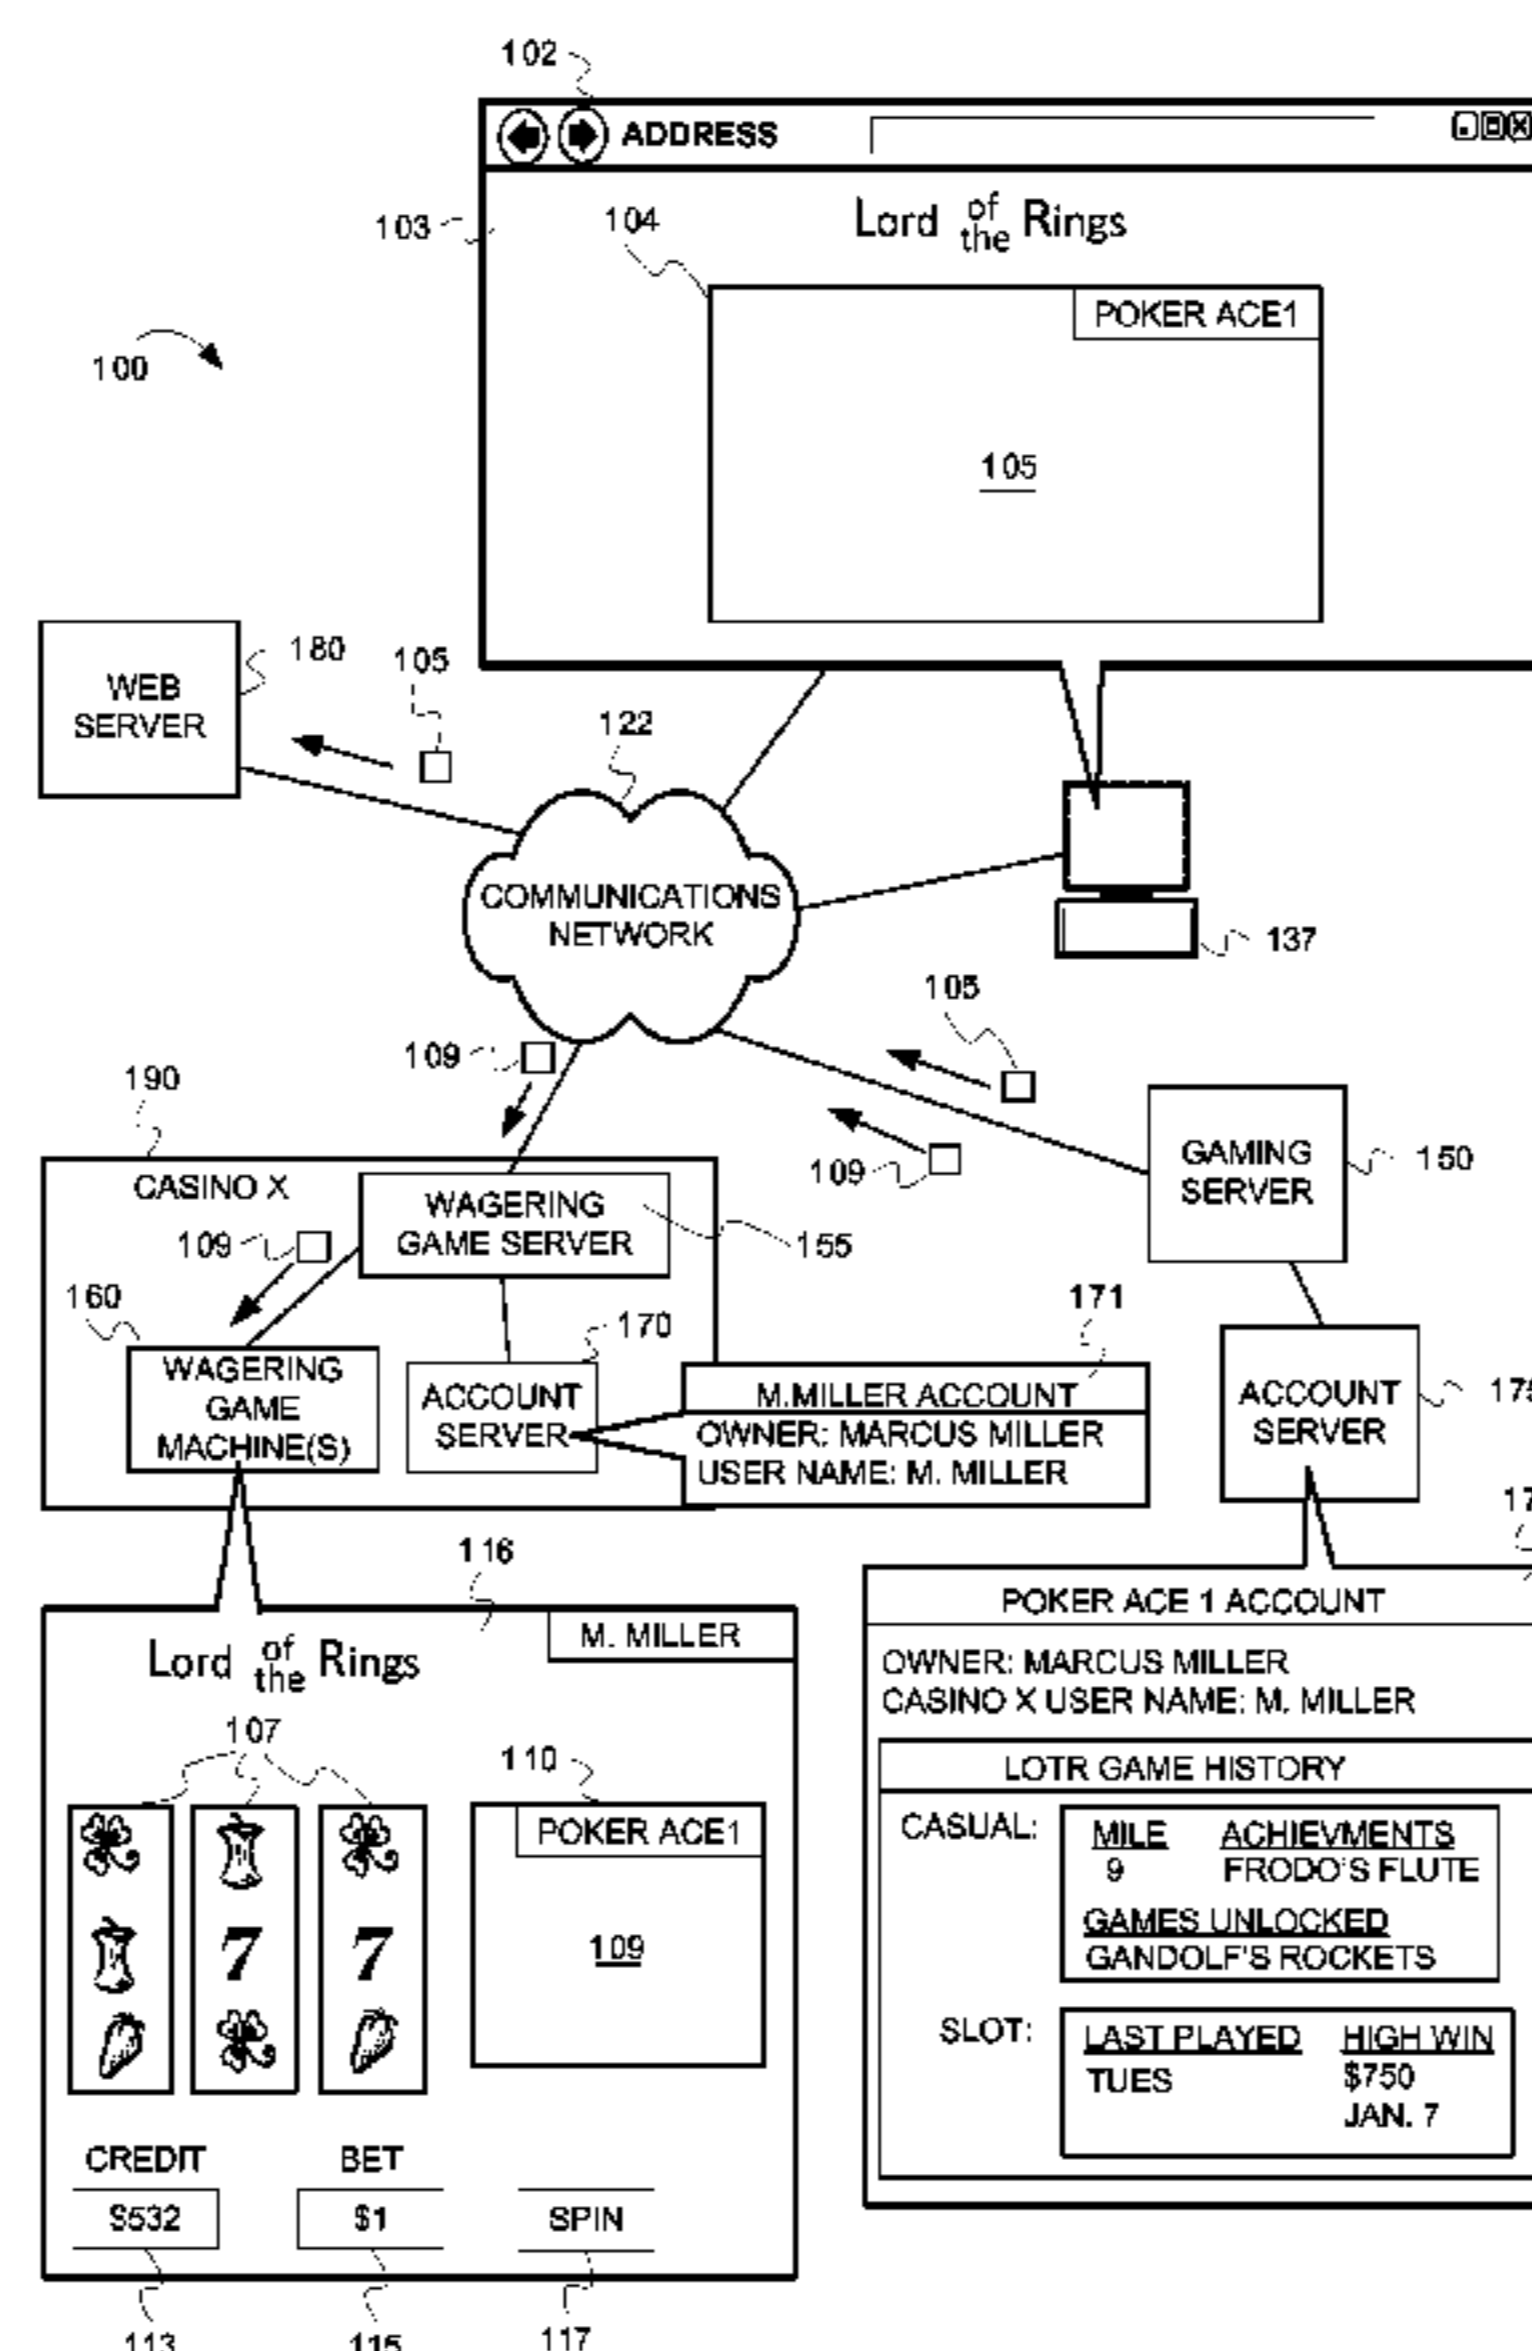 102
ADDRESS
103
104
Lord of the Rings
POKER ACE1
100
105
WEB
SERVER
180
105
122
COMMUNICATIONS
NETWORK
137
105
109
190
109
GAMING
SERVER
150
CASINO X
WAGERING
GAME SERVER
109
155
160
170
171
WAGERING
GAME
MACHINE(S)
ACCOUNT
SERVER
M.MILLER ACCOUNT
OWNER: MARCUS MILLER
USER NAME: M. MILLER
ACCOUNT
SERVER
116
M. MILLER
Lord of the Rings
107
110
POKER ACE1
109
7
7
CREDIT
BET
$532
$1
SPIN
113
115
117
POKER ACE 1 ACCOUNT
OWNER: MARCUS MILLER
CASINO X USER NAME: M. MILLER
LOTR GAME HISTORY
CASUAL:
MILE ACHIEVMENTS
9 FRODO'S FLUTE
GAMES UNLOCKED
GANDOLF'S ROCKETS
SLOT:
LAST PLAYED HIGH WIN
TUES $750
JAN. 7